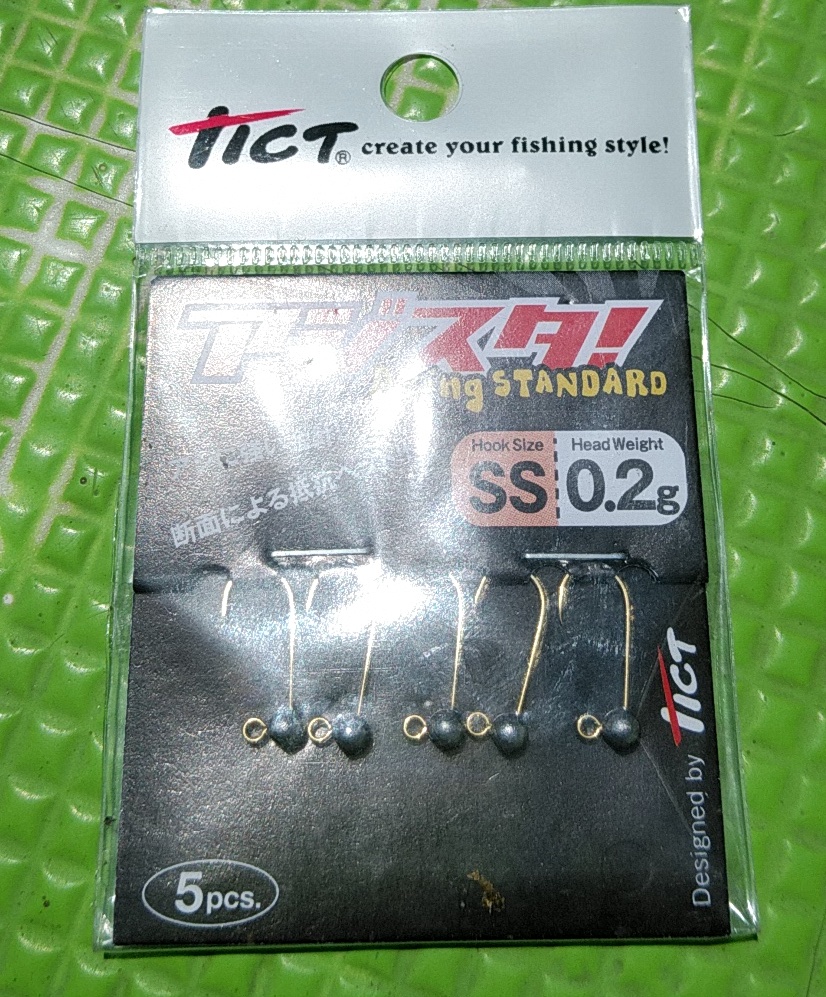 TICT® create your fishing style!
アジスタ!
STANDARD
Hook Size Head Weight
SS 0.2g
断面による抵抗へ
TICT
Designed by
5pcs.